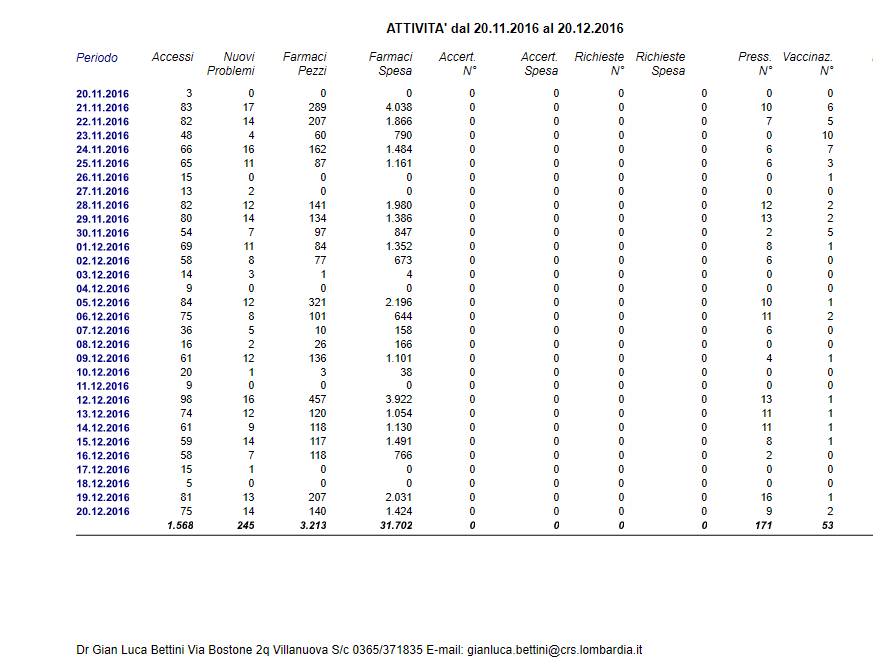 ATTIVITA' dal 20.11.2016 al 20.12.2016
Periodo Accessi Nuovi Farmaci Farmaci Accert. Accert. Richieste Richieste Press. Vaccinaz.
Problemi Pezzi Spesa N° Spesa N° Spesa N° N°
20.11.2016 3 0 0 0 0 0 0 0 0 0
21.11.2016 83 17 289 4.038 0 0 0 0 10 6
22.11.2016 82 14 207 1.866 0 0 0 0 7 5
23.11.2016 48 4 60 790 0 0 0 0 0 10
24.11.2016 66 16 162 1.484 0 0 0 0 6 7
25.11.2016 65 11 87 1.161 0 0 0 0 6 3
26.11.2016 15 0 0 0 0 0 0 0 0 1
27.11.2016 13 2 0 0 0 0 0 0 0 0
28.11.2016 82 12 141 1.980 0 0 0 0 12 2
29.11.2016 80 14 134 1.386 0 0 0 0 13 2
30.11.2016 54 7 97 847 0 0 0 0 2 5
01.12.2016 69 11 84 1.352 0 0 0 0 8 1
02.12.2016 58 8 77 673 0 0 0 0 6 0
03.12.2016 14 3 1 4 0 0 0 0 0 0
04.12.2016 9 0 0 0 0 0 0 0 0 0
05.12.2016 84 12 321 2.196 0 0 0 0 10 1
06.12.2016 75 8 101 644 0 0 0 0 11 2
07.12.2016 36 5 10 158 0 0 0 0 6 0
08.12.2016 16 2 26 166 0 0 0 0 0 0
09.12.2016 61 12 136 1.101 0 0 0 0 4 1
10.12.2016 20 1 3 38 0 0 0 0 0 0
11.12.2016 9 0 0 0 0 0 0 0 0 0
12.12.2016 98 16 457 3.922 0 0 0 0 13 1
13.12.2016 74 12 120 1.054 0 0 0 0 11 1
14.12.2016 61 9 118 1.130 0 0 0 0 11 1
15.12.2016 59 14 117 1.491 0 0 0 0 8 1
16.12.2016 58 7 118 766 0 0 0 0 2 0
17.12.2016 15 1 0 0 0 0 0 0 0 0
18.12.2016 5 0 0 0 0 0 0 0 0 0
19.12.2016 81 13 207 2.031 0 0 0 0 16 1
20.12.2016 75 14 140 1.424 0 0 0 0 9 2
1.568 245 3.213 31.702 0 0 0 0 171 53
Dr Gian Luca Bettini Via Bostone 2q Villanuova S/c 0365/371835 E-mail: gianluca.bettini@crs.lombardia.it